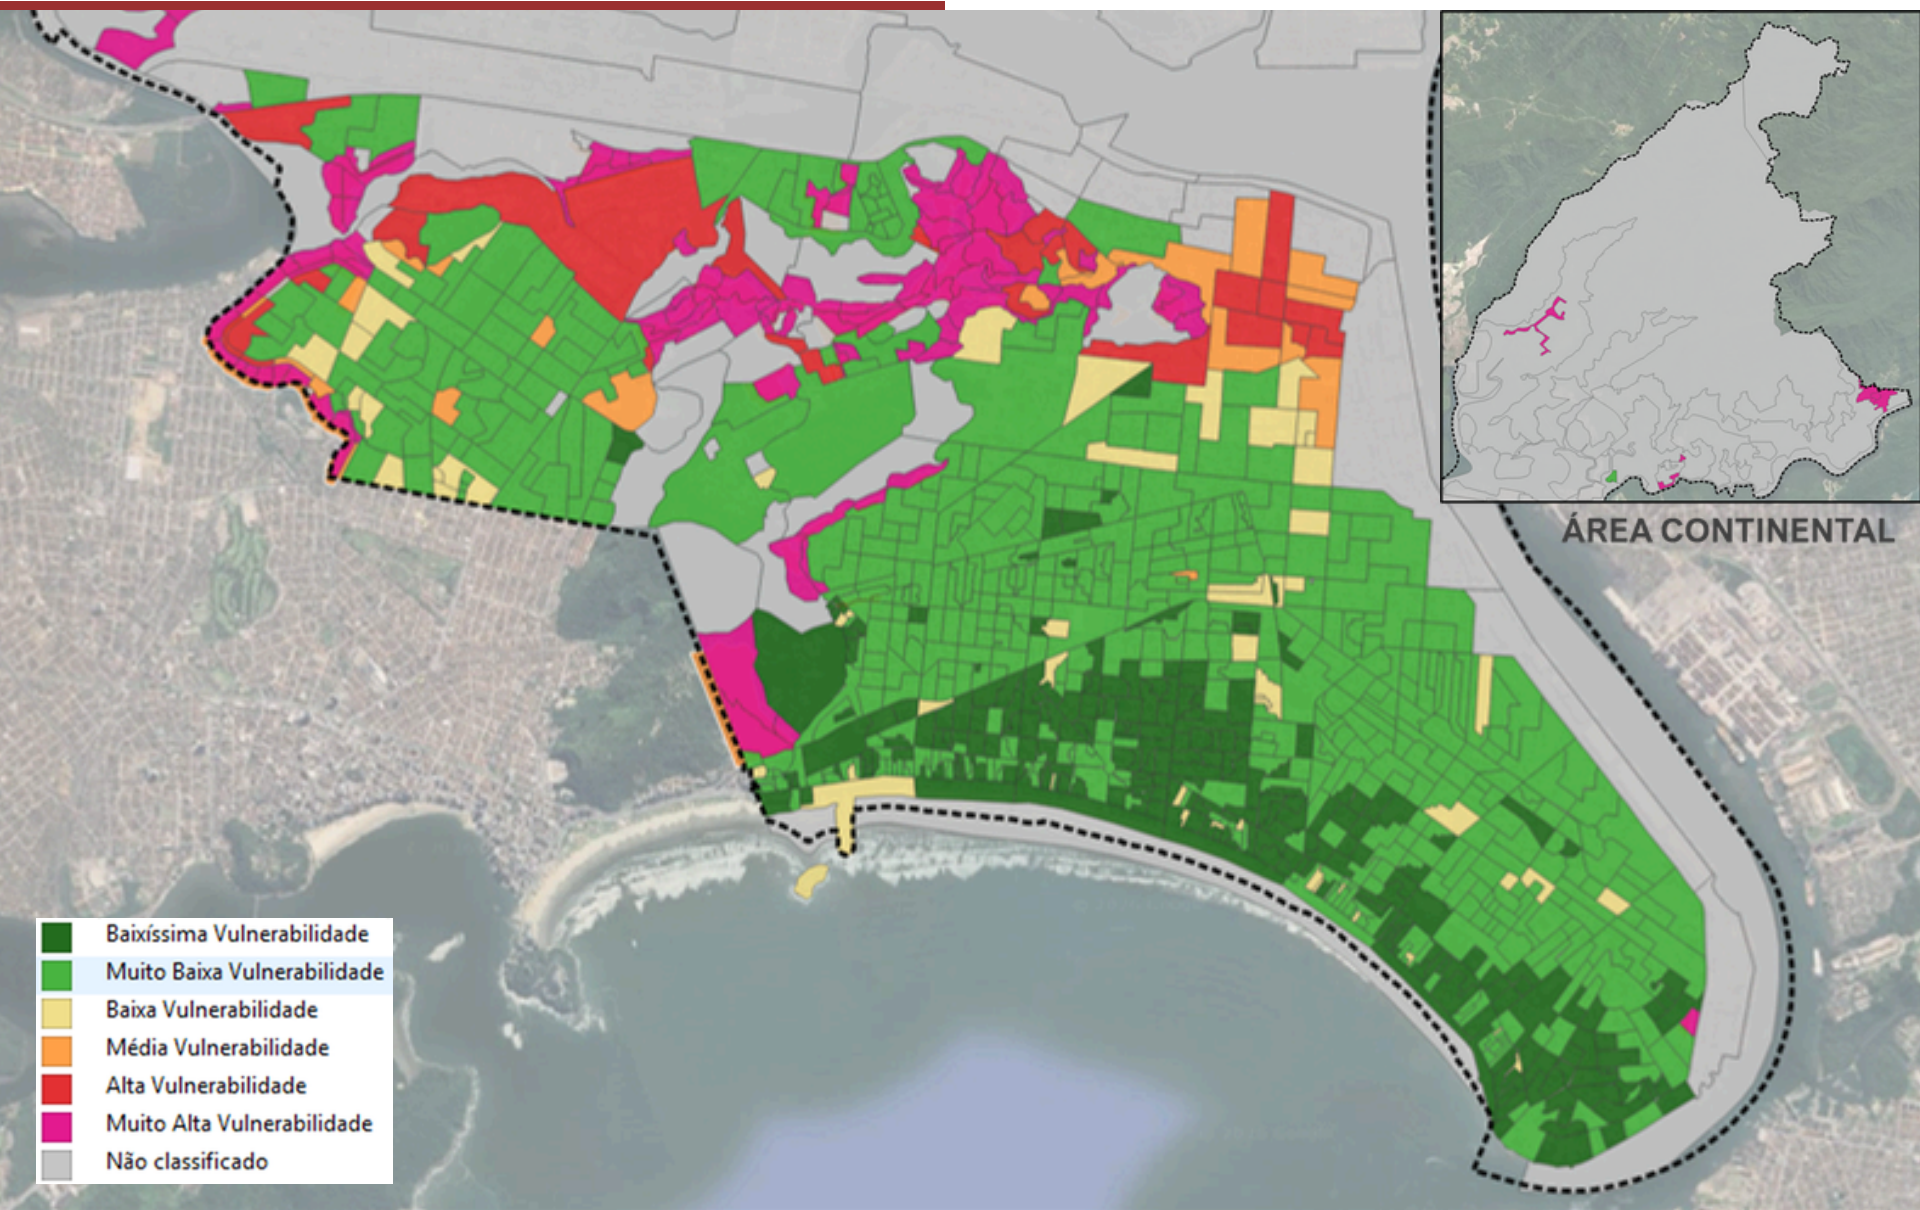 ÁREA CONTINENTAL
Baixíssima Vulnerabilidade
Muito Baixa Vulnerabilidade
Baixa Vulnerabilidade
Média Vulnerabilidade
Alta Vulnerabilidade
Muito Alta Vulnerabilidade
Não classificado